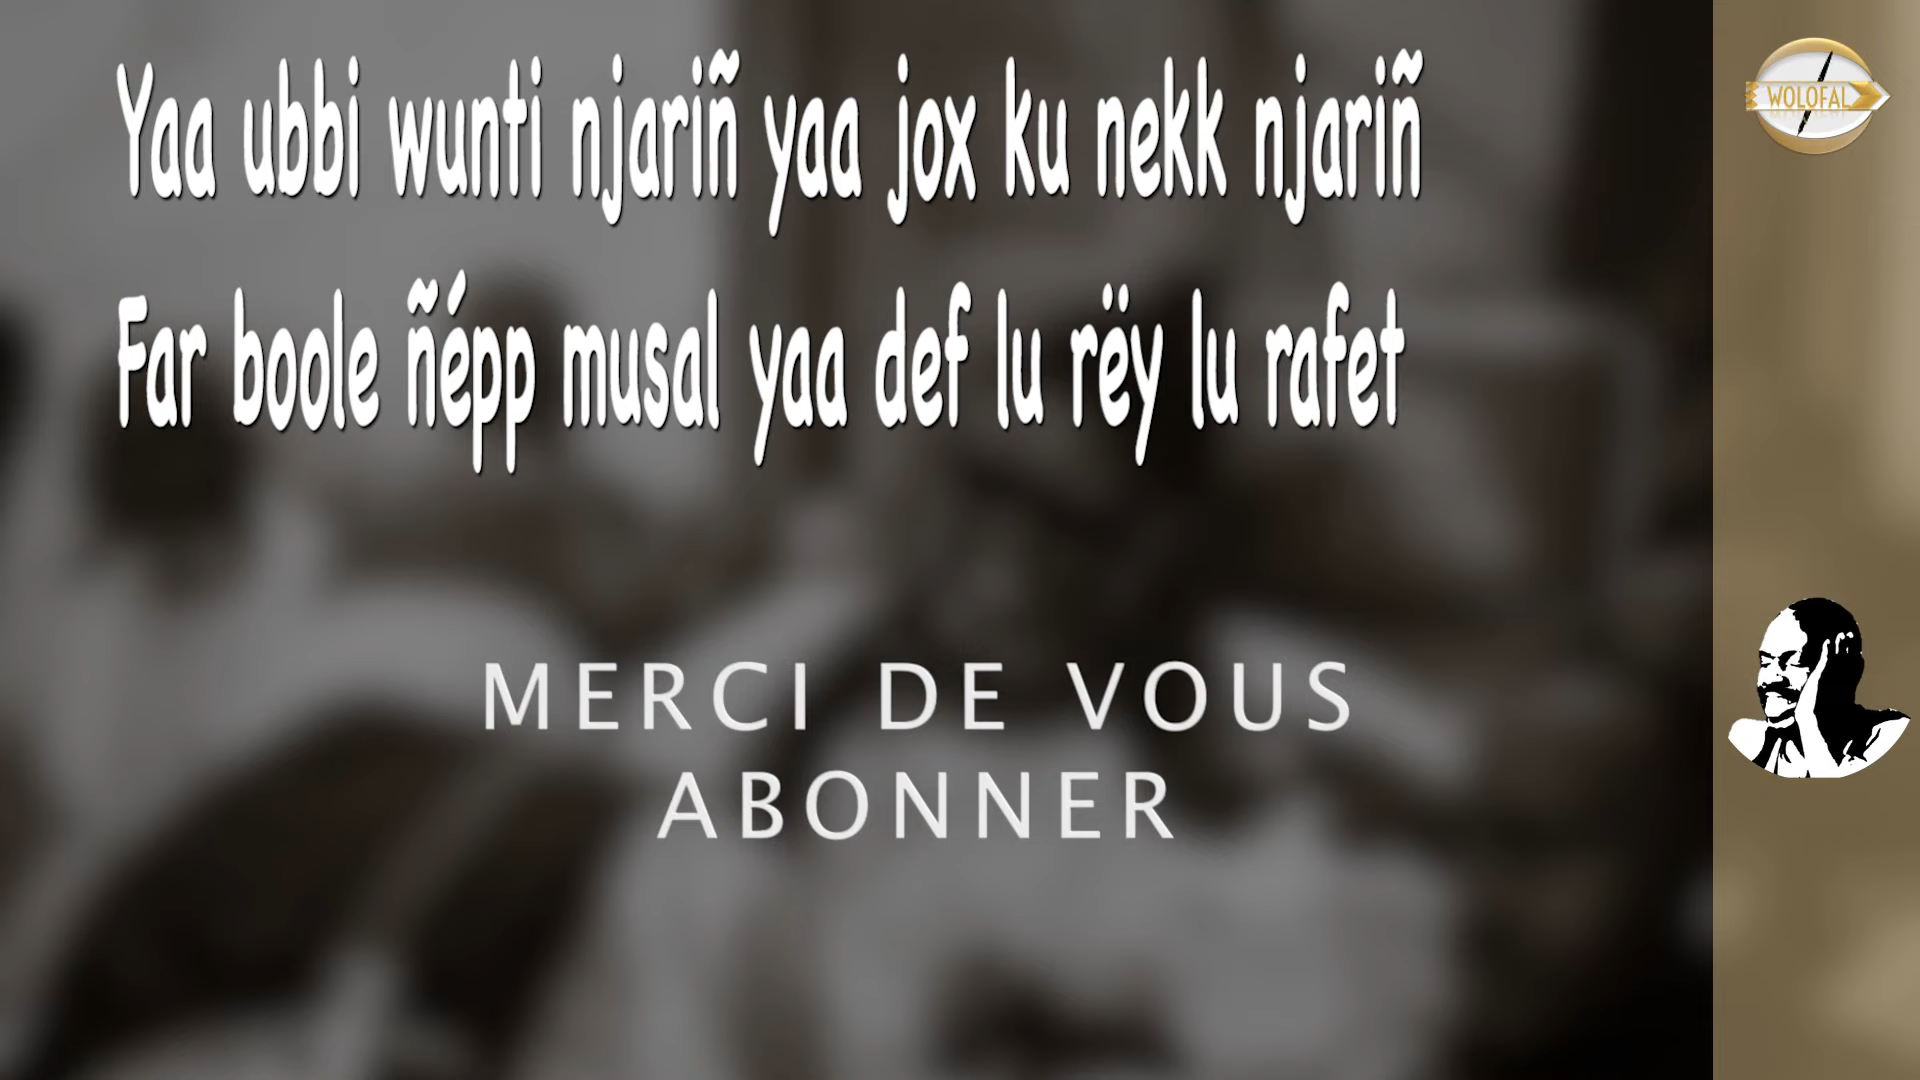 Yaa ubbi wunti njariñ yaa jox ku nekk njariñ
WOLOFAL
Far boole ñépp musal yaa def lu rëy lu rafet
MERCI DE VOUS
ABONNER